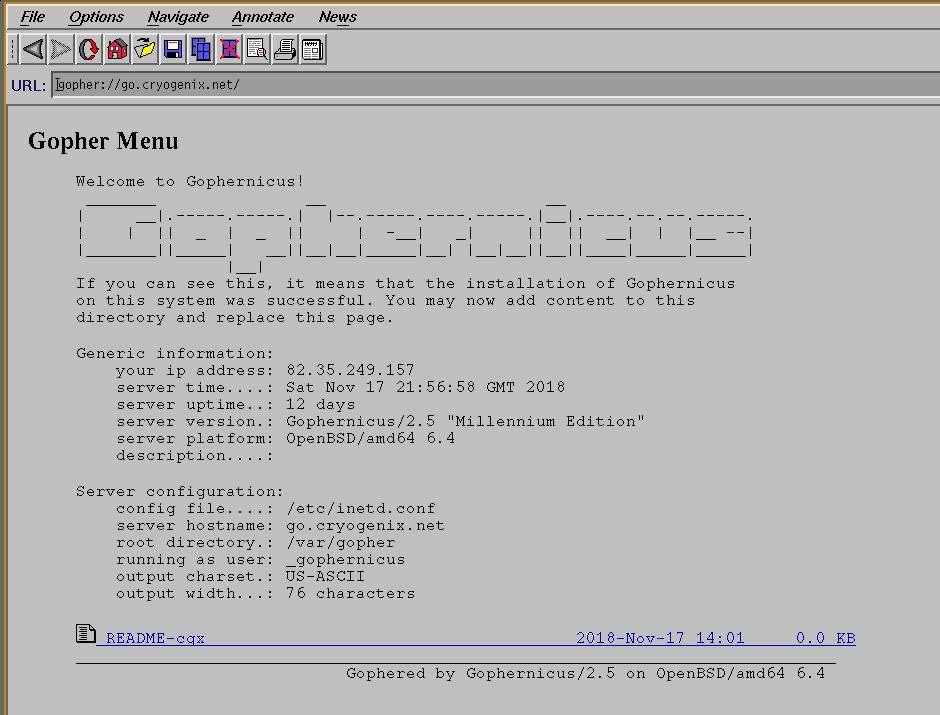 File Options Navigate Annotate News
URL: gopher://go.cryogenix.net/
Gopher Menu
Welcome to Gophernicus!
Gophernicus
If you can see this, it means that the installation of Gophernicus
on this system was successful. You may now add content to this
directory and replace this page.
Generic information:
your ip address: 82.35.249.157
server time....: Sat Nov 17 21:56:58 GMT 2018
server uptime..: 12 days
server version.: Gophernicus/2.5 "Millennium Edition"
server platform: OpenBSD/amd64 6.4
description....:
Server configuration:
config file....: /etc/inetd.conf
server hostname: go.cryogenix.net
root directory.: /var/gopher
running as user: _gophernicus
output charset.: US-ASCII
output width...: 76 characters
README-cqx 2018-Nov-17 14:01 0.0 KB
Gophered by Gophernicus/2.5 on OpenBSD/amd64 6.4